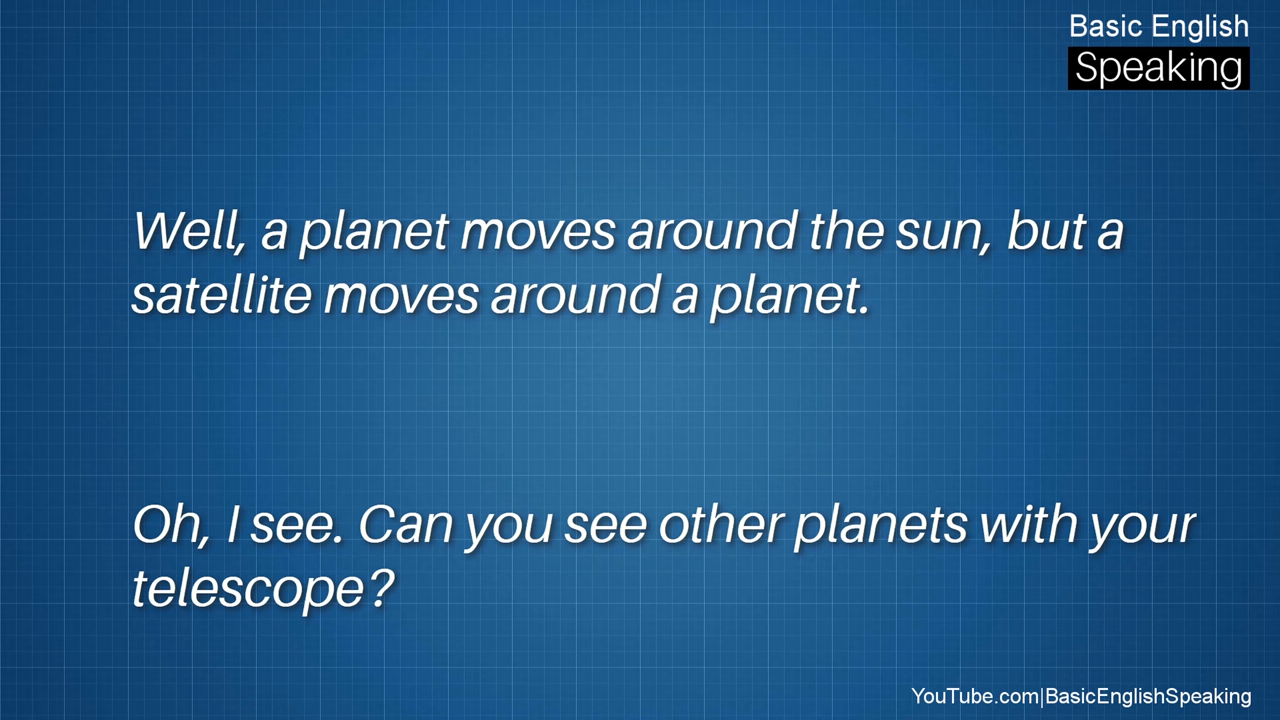 Basic English
Speaking
Well, a planet moves around the sun, but a
satellite moves around a planet.
Oh, I see. Can you see other planets with your
telescope?
YouTube.com|BasicEnglishSpeaking